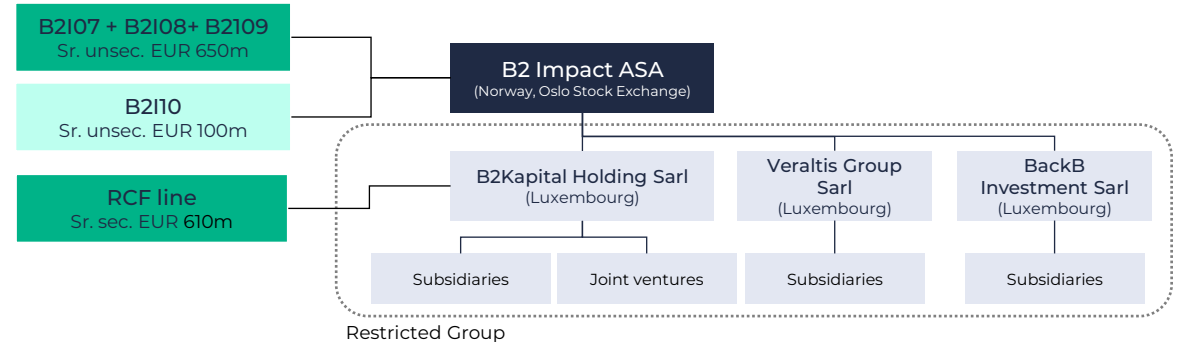 B2I07 + B2I08+ B2109
Sr. unsec. EUR 650m
B2I10
Sr. unsec. EUR 100m
RCF line
Sr. sec. EUR 610m
B2 Impact ASA
(Norway, Oslo Stock Exchange)
B2Kapital Holding Sarl
(Luxembourg)
Veraltis Group
Sarl
(Luxembourg)
BackB
Investment Sarl
(Luxembourg)
Subsidiaries
Joint ventures
Subsidiaries
Subsidiaries
Restricted Group